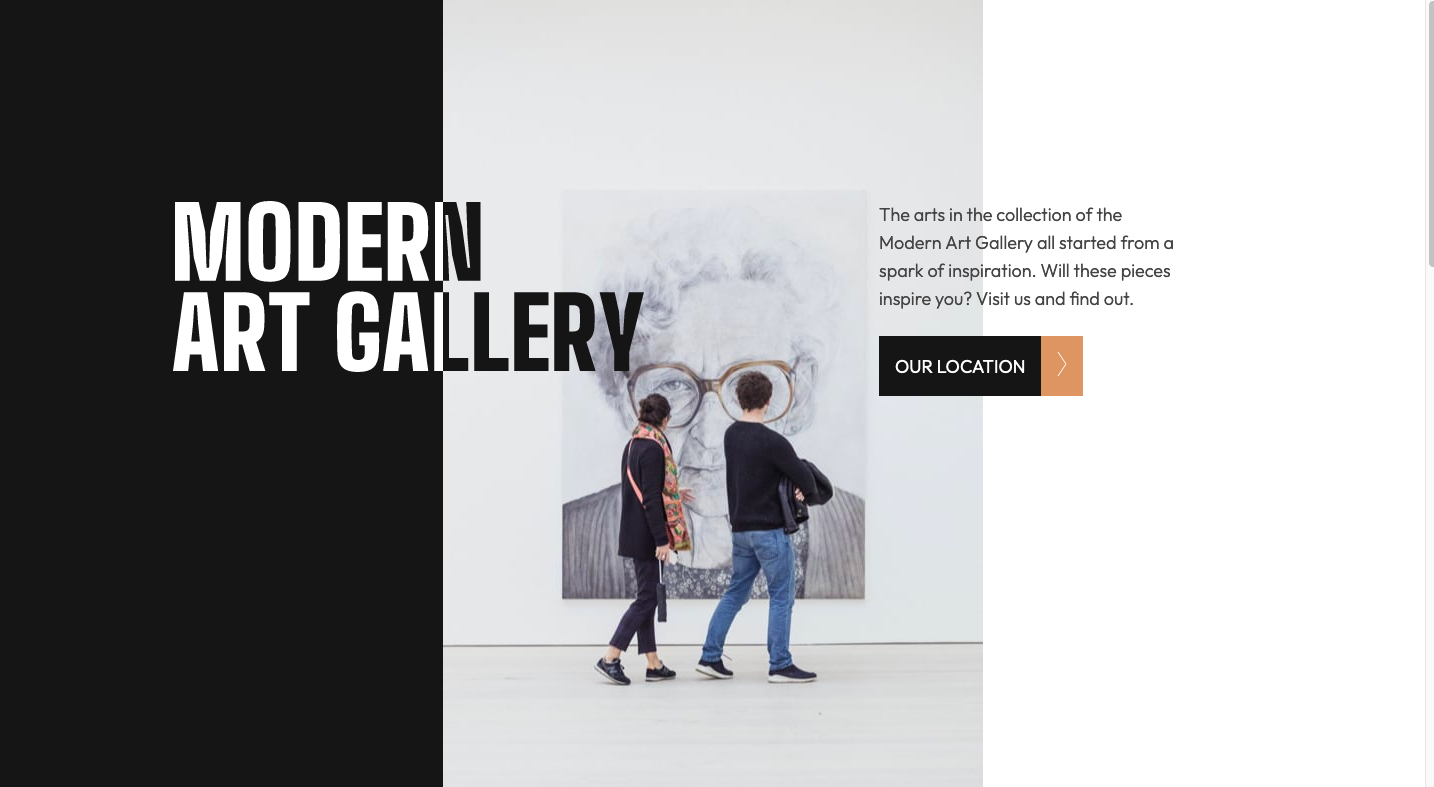 MODERN
ART GALLERY
The arts in the collection of the
Modern Art Gallery all started from a
spark of inspiration. Will these pieces
inspire you? Visit us and find out.
OUR LOCATION